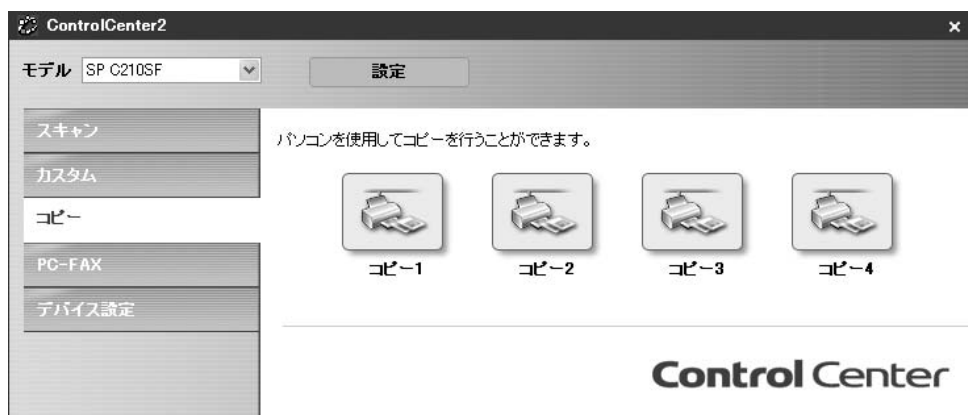 ControlCenter2
モデル SP C210SF 設定
スキャン
カスタム
コピー
PC-FAX
デバイス設定
パソコンを使用してコピーを行うことができます。
コピー1 コピー2 コピー3 コピー4
Control Center